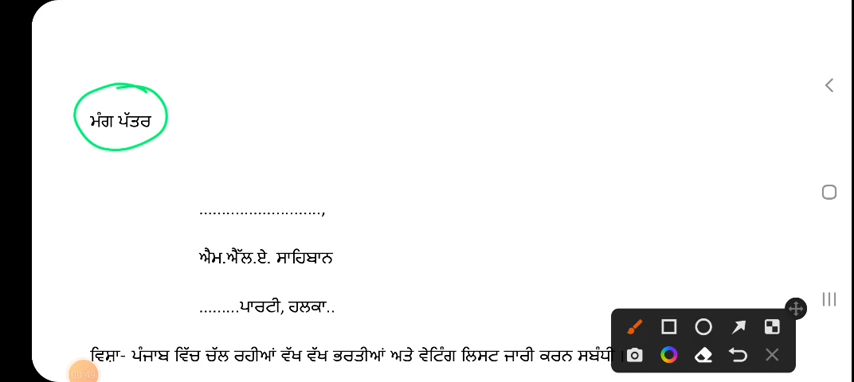 ਮੰਗ ਪੱਤਰ
...........................,
ਐਮ.ਐੱਲ.ਏ. ਸਾਹਿਬਾਨ
.........ਪਾਰਟੀ, ਹਲਕਾ..
ਵਿਸ਼ਾ- ਪੰਜਾਬ ਵਿੱਚ ਚੱਲ ਰਹੀਆਂ ਵੱਖ ਵੱਖ ਭਰਤੀਆਂ ਅਤੇ ਵੇਟਿੰਗ ਲਿਸਟ ਜਾਰੀ ਕਰਨ ਸਬੰਧੀ ।